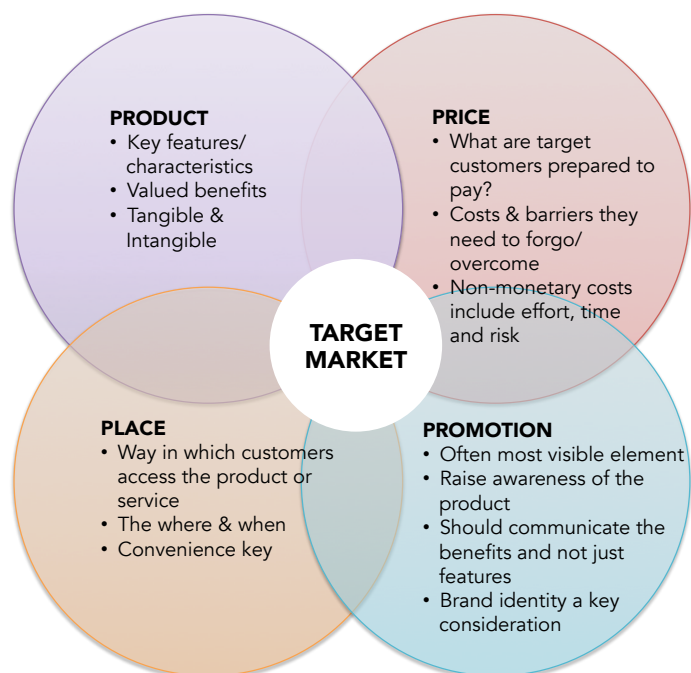 PRODUCT
• Key features/
characteristics
• Valued benefits
• Tangible &
Intangible
PRICE
• What are target
customers prepared to
pay?
• Costs & barriers they
need to forgo/
overcome
• Non-monetary costs
include effort, time
and risk
TARGET
MARKET
PLACE
• Way in which customers
access the product or
service
• The where & when
• Convenience key
PROMOTION
• Often most visible element
• Raise awareness of the
product
• Should communicate the
benefits and not just
features
• Brand identity a key
consideration